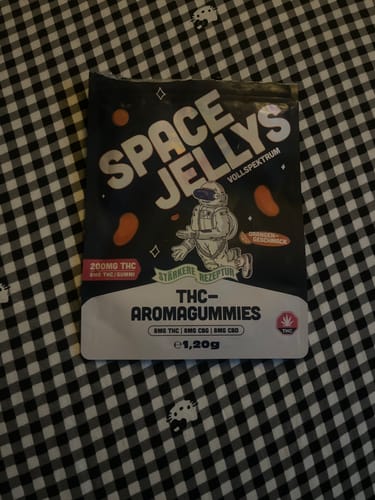 SPACE
JELLYS
VOLLSPEKTRUM
ORANGEN-
GESCHMACK
200MG THC
8MG THC/GUMMI
STÄRKERE REZEPTUR
THC-
AROMAGUMMIES
8MG THC | 8MG CBG | 8MG CBD
℮1,20g
THC